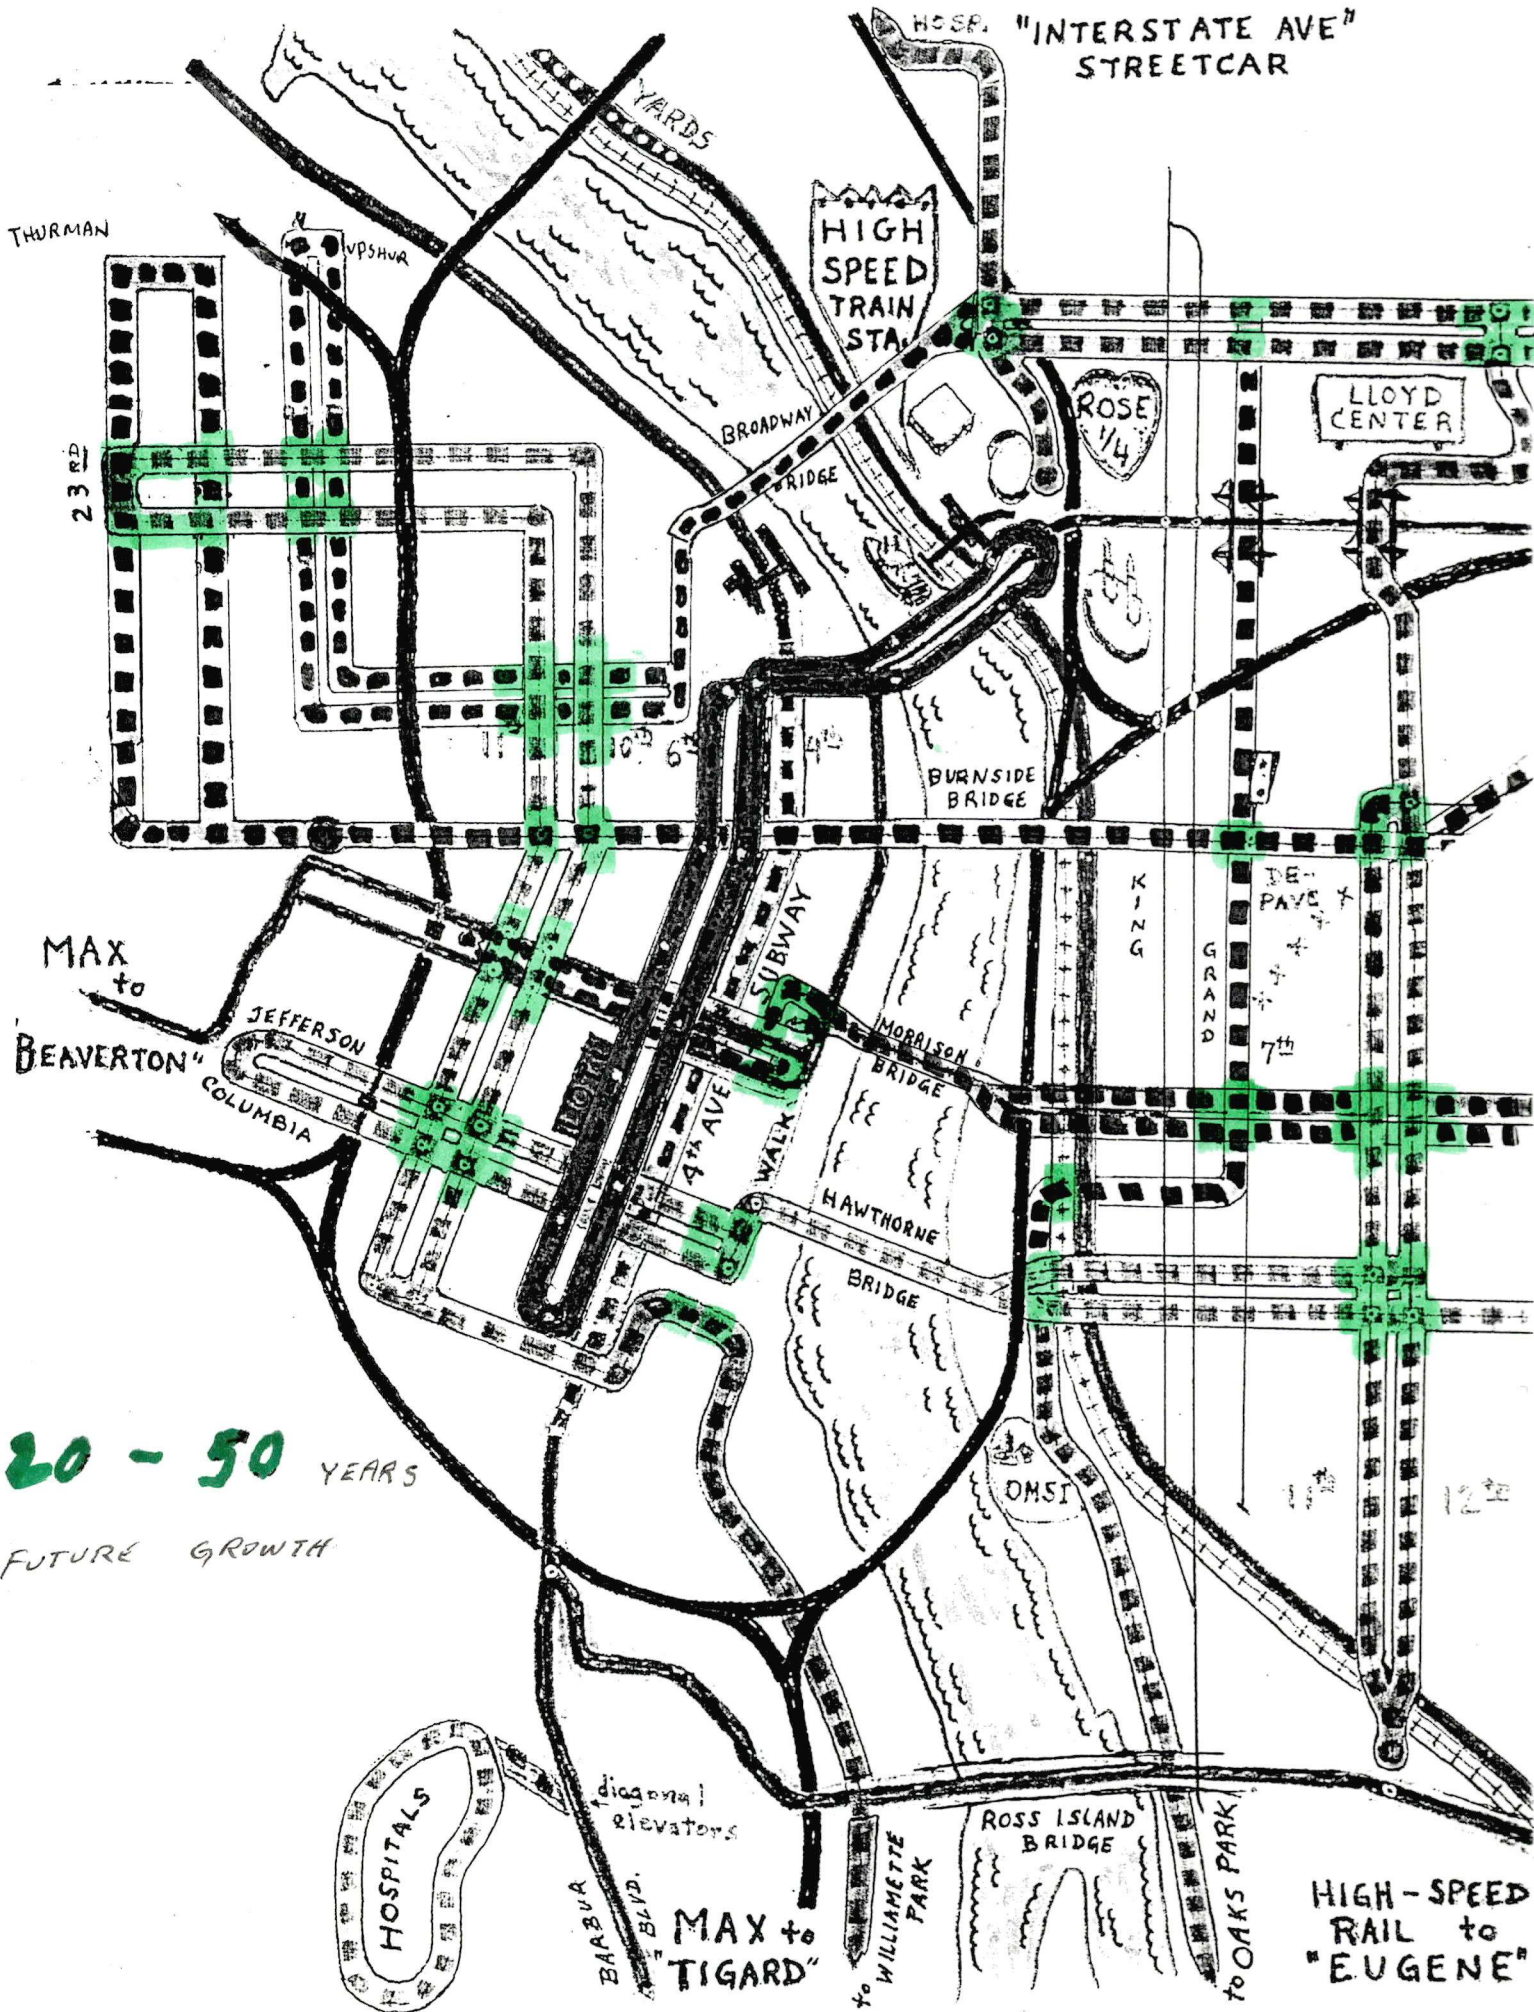 HOSP.
"INTERSTATE AVE"
STREETCAR
YARDS
THURMAN
UPSHUR
HIGH
SPEED
TRAIN
STA.
ROSE
1/4
LLOYD
CENTER
BROADWAY
BRIDGE
23RD
11th
10th
6th
4th
BURNSIDE
BRIDGE
KING
GRAND
DE-
PAVE
7th
SUBWAY
MAX
to
"BEAVERTON"
JEFFERSON
COLUMBIA
MORRISON
BRIDGE
4th AVE
WALK
HAWTHORNE
BRIDGE
20 - 50 YEARS
FUTURE GROWTH
OMSI
11th
12th
HOSPITALS
diagonal
elevators
BARBUR
BLVD.
MAX to
"TIGARD"
to WILLIAMETTE
PARK
ROSS ISLAND
BRIDGE
to OAKS PARK
HIGH-SPEED
RAIL to
"EUGENE"